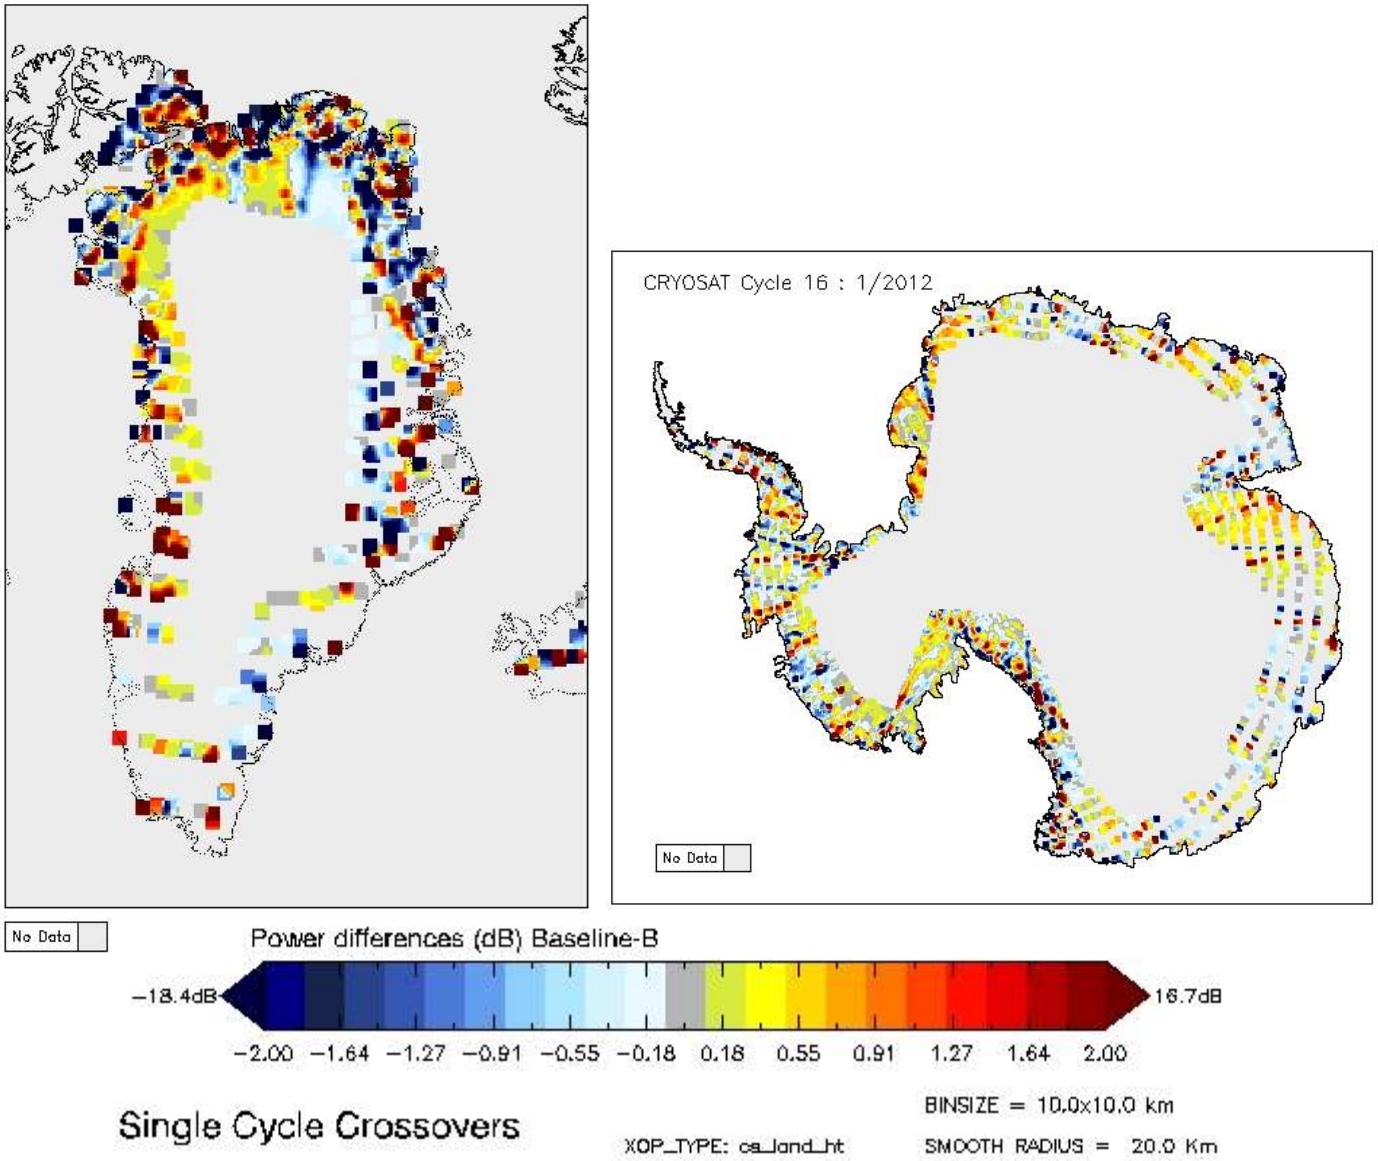 CRYOSAT Cycle 16 : 1/2012
No Data
No Data
Power differences (dB) Baseline-B
-18.4dB
16.7dB
-2.00 -1.64 -1.27 -0.91 -0.55 -0.18 0.18 0.55 0.91 1.27 1.64 2.00
BINSIZE = 10.0x10.0 km
Single Cycle Crossovers
XOP_TYPE: cs_land_ht
SMOOTH RADIUS = 20.0 Km